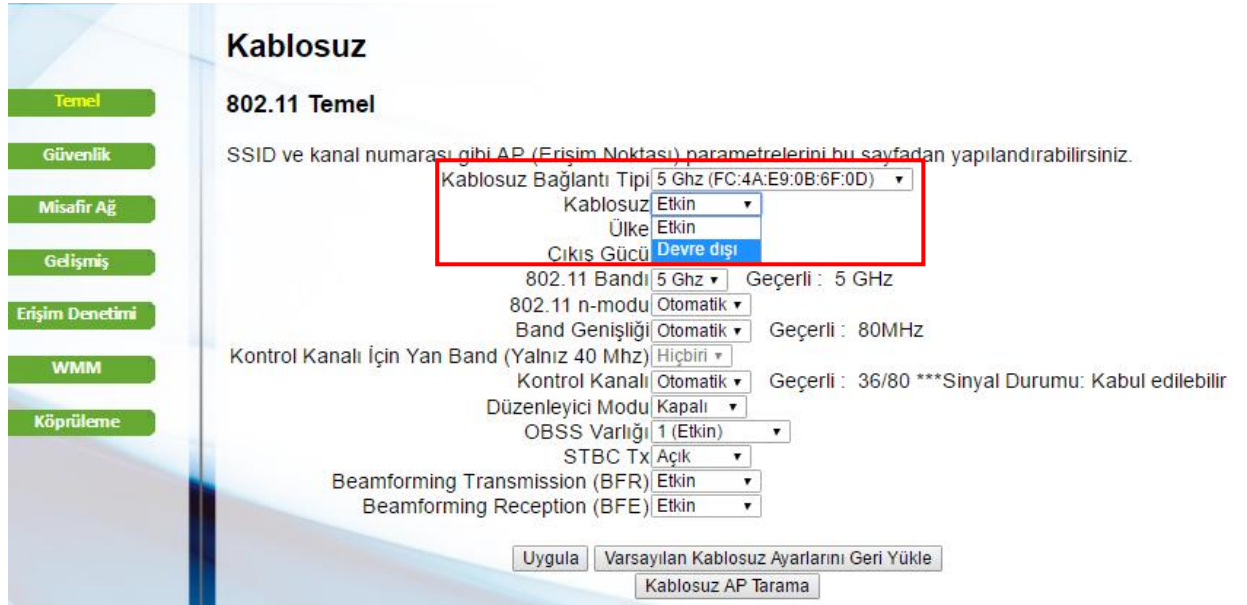 Kablosuz
802.11 Temel
SSID ve kanal numarası gibi AP (Erişim Noktası) parametrelerini bu sayfadan yapılandırabilirsiniz.
Temel
Güvenlik
Misafir Ağ
Gelişmiş
Erişim Denetimi
WMM
Köprüleme
Kablosuz Bağlantı Tipi 5 Ghz (FC:4A:E9:0B:6F:0D)
Kablosuz Etkin
Ülke Etkin
Çıkış Gücü Devre dışı
802.11 Bandı 5 Ghz Geçerli : 5 GHz
802.11 n-modu Otomatik
Band Genişliği Otomatik Geçerli : 80MHz
Kontrol Kanalı İçin Yan Band (Yalnız 40 Mhz) Hiçbiri
Kontrol Kanalı Otomatik Geçerli : 36/80 ***Sinyal Durumu: Kabul edilebilir
Düzenleyici Modu Kapalı
OBSS Varlığı 1 (Etkin)
STBC Tx Açık
Beamforming Transmission (BFR) Etkin
Beamforming Reception (BFE) Etkin
Uygula Varsayılan Kablosuz Ayarlarını Geri Yükle
Kablosuz AP Tarama